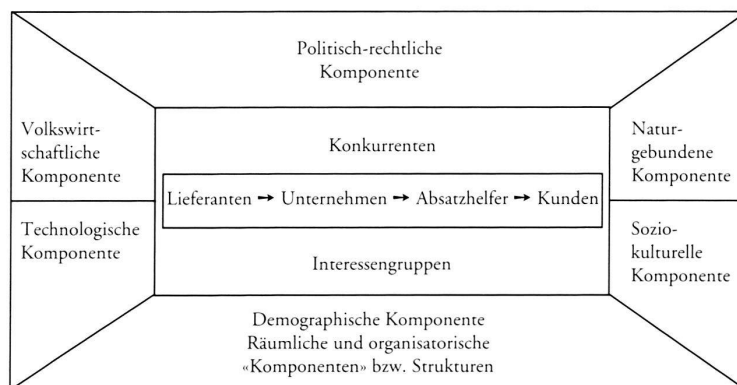 Politisch-rechtliche
Komponente
Volkswirt-
schaftliche
Komponente
Konkurrenten
Natur-
gebundene
Komponente
Lieferanten → Unternehmen → Absatzhelfer → Kunden
Technologische
Komponente
Interessengruppen
Sozio-
kulturelle
Komponente
Demographische Komponente
Räumliche und organisatorische
«Komponenten» bzw. Strukturen